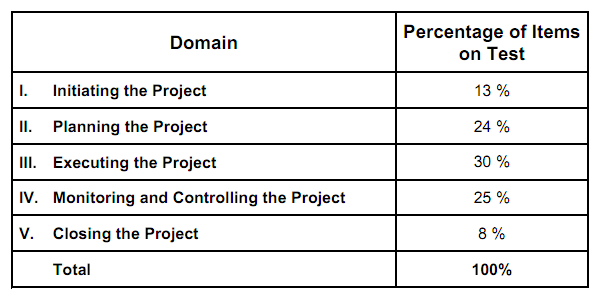 Domain
Percentage of Items
on Test
I. Initiating the Project 13 %
II. Planning the Project 24 %
III. Executing the Project 30 %
IV. Monitoring and Controlling the Project 25 %
V. Closing the Project 8 %
Total 100%